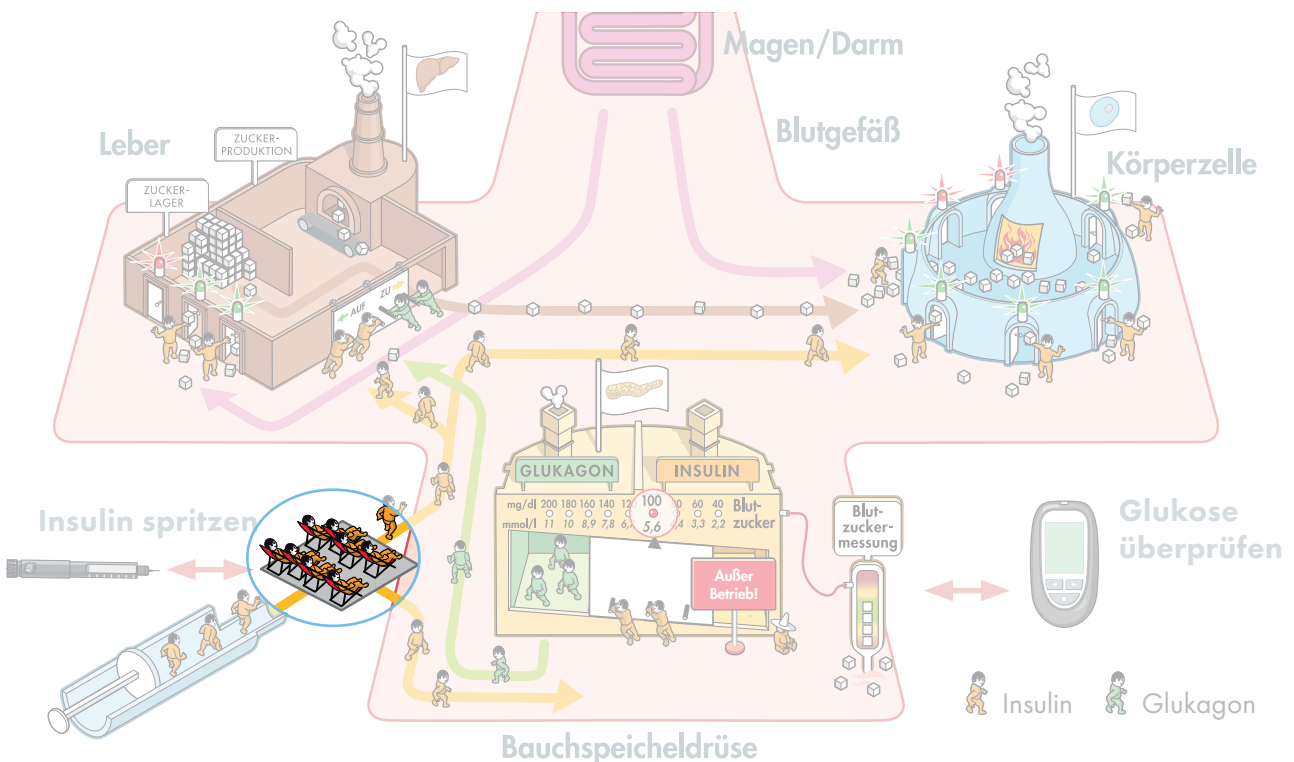 Magen/Darm
Leber
ZUCKER-
PRODUKTION
Blutgefäß
Körperzelle
ZUCKER-
LAGER
AUF
ZU
GLUKAGON
INSULIN
mg/dl 200 180 160 140 100 60 40 Blut-
mmol/l 11 10 8,9 7,8 5,6 3,3 2,2 zucker
Blut-
zucker-
messung
Insulin spritzen
Glukose
überprüfen
Außer
Betrieb!
Insulin
Glukagon
Bauchspeicheldrüse